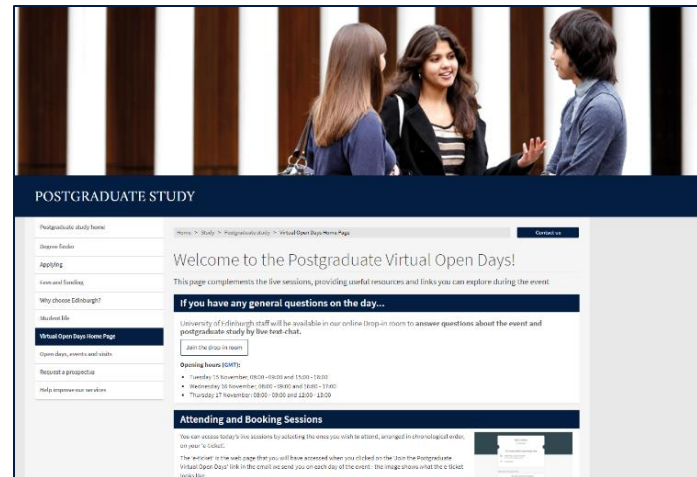 POSTGRADUATE STUDY
Postgraduate study home
Degree finder
Applying
Fees and funding
Why choose Edinburgh?
Student life
Virtual Open Days Home Page
Open days, events and visits
Request a prospectus
Help improve our services
Home > Study > Postgraduate study > Virtual Open Days Home Page
Contact us
Welcome to the Postgraduate Virtual Open Days!
This page complements the live sessions, providing useful resources and links you can explore during the event
If you have any general questions on the day...
University of Edinburgh staff will be available in our online Drop-in room to answer questions about the event and
postgraduate study by live text-chat.
Join the drop-in room
Opening hours (GMT):
Tuesday 15 November, 08:00 - 09:00 and 15:00 - 16:00
Wednesday 16 November, 08:00 - 09:00 and 16:00 - 17:00
Thursday 17 November: 08:00 - 09:00 and 12:00 - 13:00
Attending and Booking Sessions
You can access today's live sessions by selecting the ones you wish to attend, arranged in chronological order,
on your 'e-ticket'.
The 'e-ticket' is the web page that you will have accessed when you clicked on the 'Join the Postgraduate
Virtual Open Days' link in the email we send you on each day of the event - the image shows what the e-ticket
looks like.